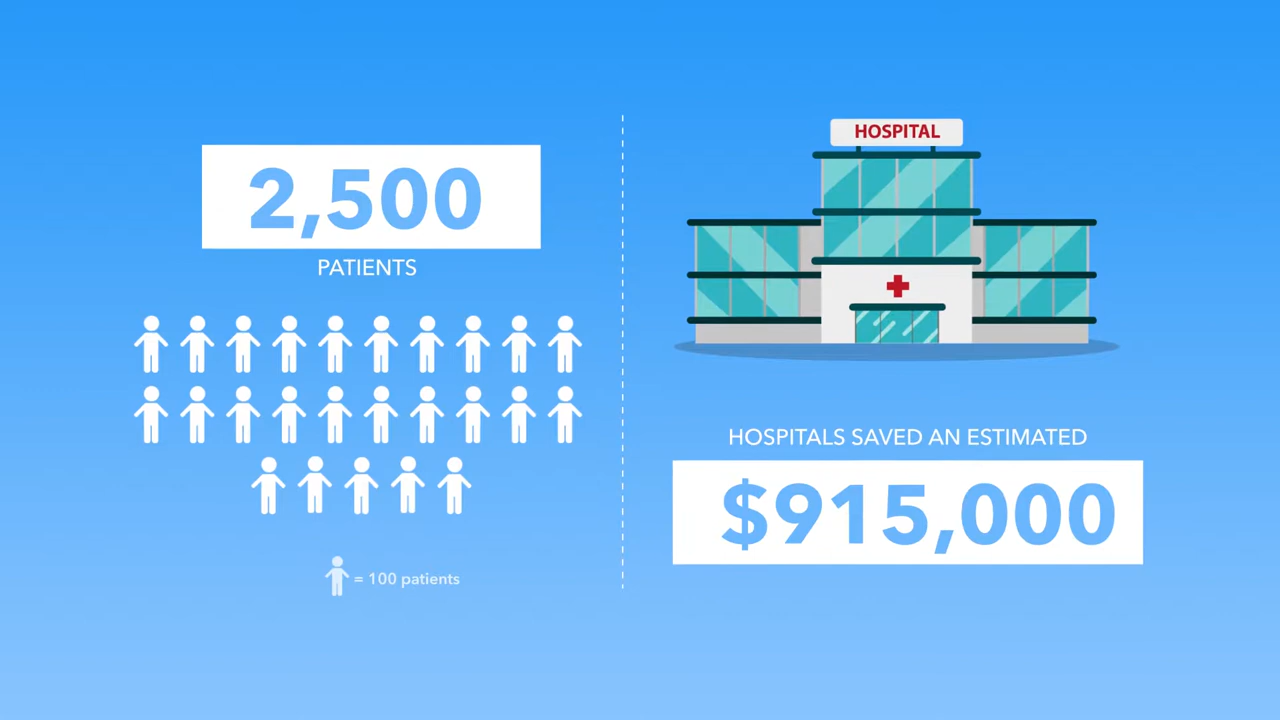 2,500
PATIENTS
= 100 patients
HOSPITAL
HOSPITALS SAVED AN ESTIMATED
$915,000